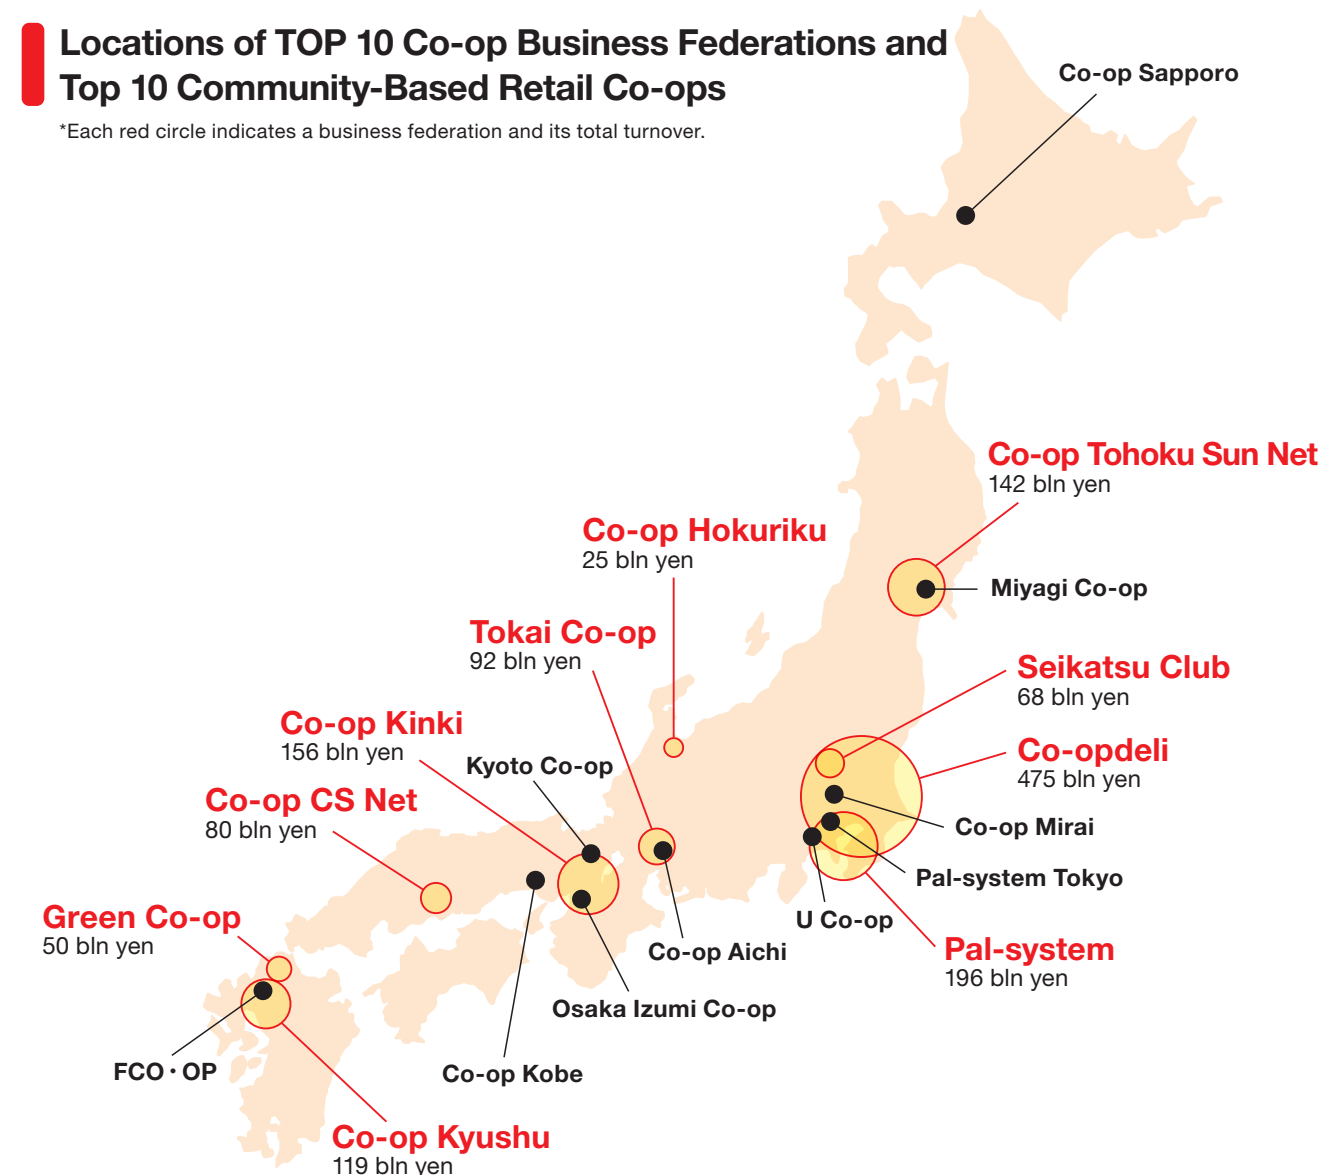 Locations of TOP 10 Co-op Business Federations and
Top 10 Community-Based Retail Co-ops
*Each red circle indicates a business federation and its total turnover.
Co-op Sapporo
Co-op Tohoku Sun Net
142 bln yen
Co-op Hokuriku
25 bln yen
Miyagi Co-op
Tokai Co-op
92 bln yen
Seikatsu Club
68 bln yen
Co-op Kinki
156 bln yen
Co-opdeli
475 bln yen
Kyoto Co-op
Co-op CS Net
80 bln yen
Co-op Mirai
Pal-system Tokyo
Green Co-op
50 bln yen
U Co-op
Co-op Aichi
Pal-system
196 bln yen
Osaka Izumi Co-op
FCO・OP
Co-op Kobe
Co-op Kyushu
119 bln yen